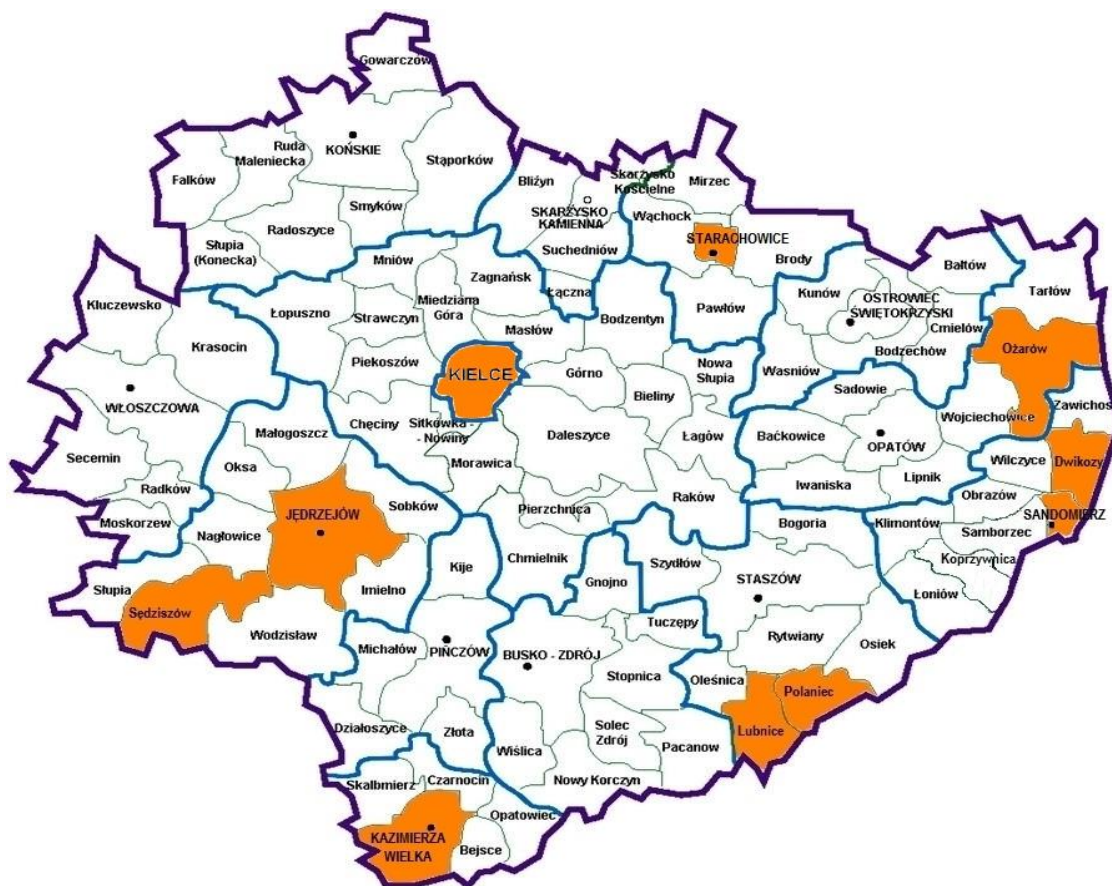 Gowarczów
Ruda
Maleniecka
KOŃSKIE
Stąporków
Fałków
Smyków
Radoszyce
Słupia
(Konecka)
Bliżyn
Skarżysko
Kościelne
Mirzec
SKARŻYSKO
KAMIENNA
Wąchock
STARACHOWICE
Suchedniów
Brody
Mniów
Zagnańsk
Łączna
Bałtów
Kluczewsko
Łopuszno
Strawczyn
Miedziana
Góra
Masłów
Bodzentyn
Pawłów
Kunów
OSTROWIEC
ŚWIĘTOKRZYSKI
Tarłów
Ćmielów
Krasocin
Piekoszów
KIELCE
Górno
Nowa
Słupia
Waśniów
Bodzechów
Ożarów
WŁOSZCZOWA
Bieliny
Sadowie
Wojciechowice
Zawichost
Małogoszcz
Chęciny
Sitkówka -
- Nowiny
Daleszyce
Łagów
Baćkowice
OPATÓW
Secemin
Oksa
Morawica
Wilczyce
Dwikozy
Radków
Raków
Iwaniska
Lipnik
Obrazów
Moskorzew
JĘDRZEJÓW
Sobków
Pierzchnica
SANDOMIERZ
Nagłowice
Bogoria
Klimontów
Samborzec
Kije
Chmielnik
Gnojno
Szydłów
STASZÓW
Koprzywnica
Słupia
Imielno
Łoniów
Sędziszów
Wodzisław
Michałów
PIŃCZÓW
BUSKO - ZDRÓJ
Tuczępy
Rytwiany
Osiek
Stopnica
Oleśnica
Połaniec
Działoszyce
Złota
Wiślica
Solec
Zdrój
Pacanow
Lubnice
Skalbmierz
Czarnocin
Nowy Korczyn
KAZIMIERZA
WIELKA
Opatowiec
Bejsce